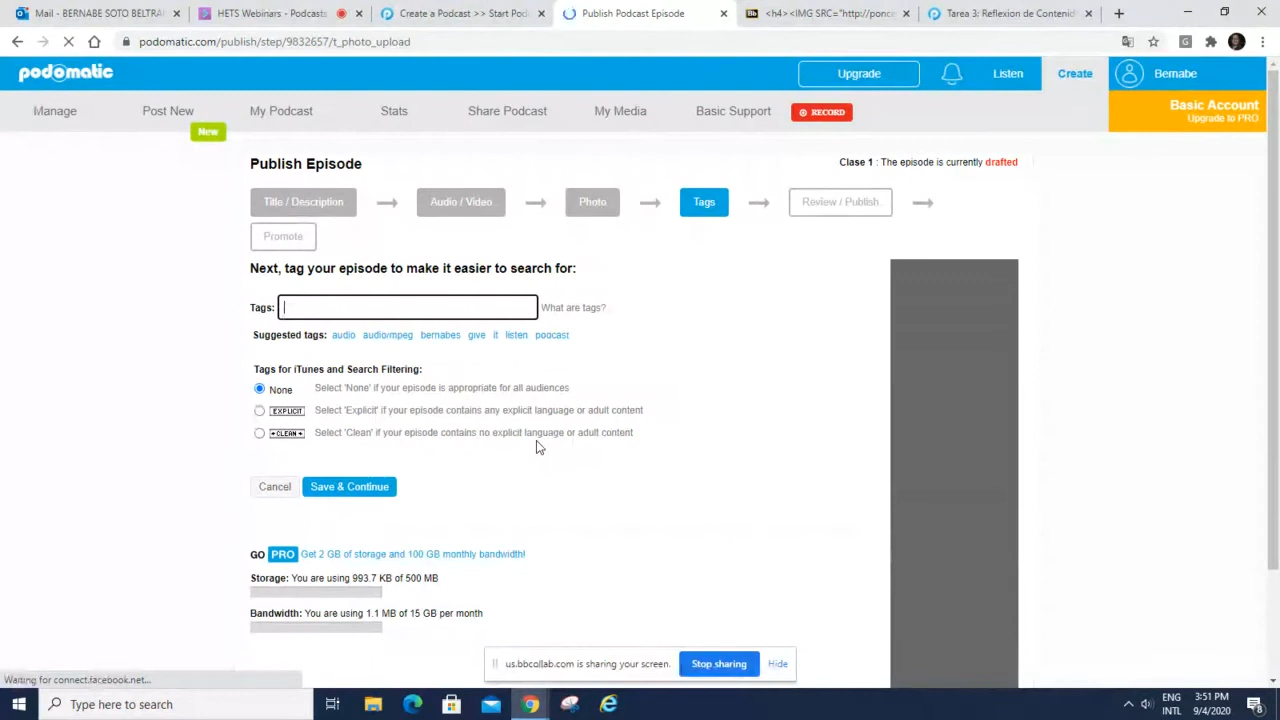 Mail - BERNABE SOTO BELTRAN
HETS Webinars - Podcasts
Create a Podcast >> Start Pod
Publish Podcast Episode
<h4><IMG SRC="http://ponce
Tarea 3: Reflexion de Contenid
podomatic.com/publish/step/9832657/t_photo_upload
podomatic
Upgrade
Listen
Create
Bernabe
Manage
Post New
My Podcast
Stats
Share Podcast
My Media
Basic Support
RECORD
Basic Account
Upgrade to PRO
New
Publish Episode
Clase 1 : The episode is currently drafted
Title / Description
Audio / Video
Photo
Tags
Review / Publish
Promote
Next, tag your episode to make it easier to search for:
Tags:
What are tags?
Suggested tags: audio audio/mpeg bernabes give it listen podcast
Tags for iTunes and Search Filtering:
None Select 'None' if your episode is appropriate for all audiences
EXPLICIT Select 'Explicit' if your episode contains any explicit language or adult content
CLEAN Select 'Clean' if your episode contains no explicit language or adult content
Cancel
Save & Continue
GO PRO Get 2 GB of storage and 100 GB monthly bandwidth!
Storage: You are using 993.7 KB of 500 MB
Bandwidth: You are using 1.1 MB of 15 GB per month
us.bbcollab.com is sharing your screen.
Stop sharing
Hide
Waiting for connect.facebook.net...
Type here to search
ENG
INTL
3:51 PM
9/4/2020
8